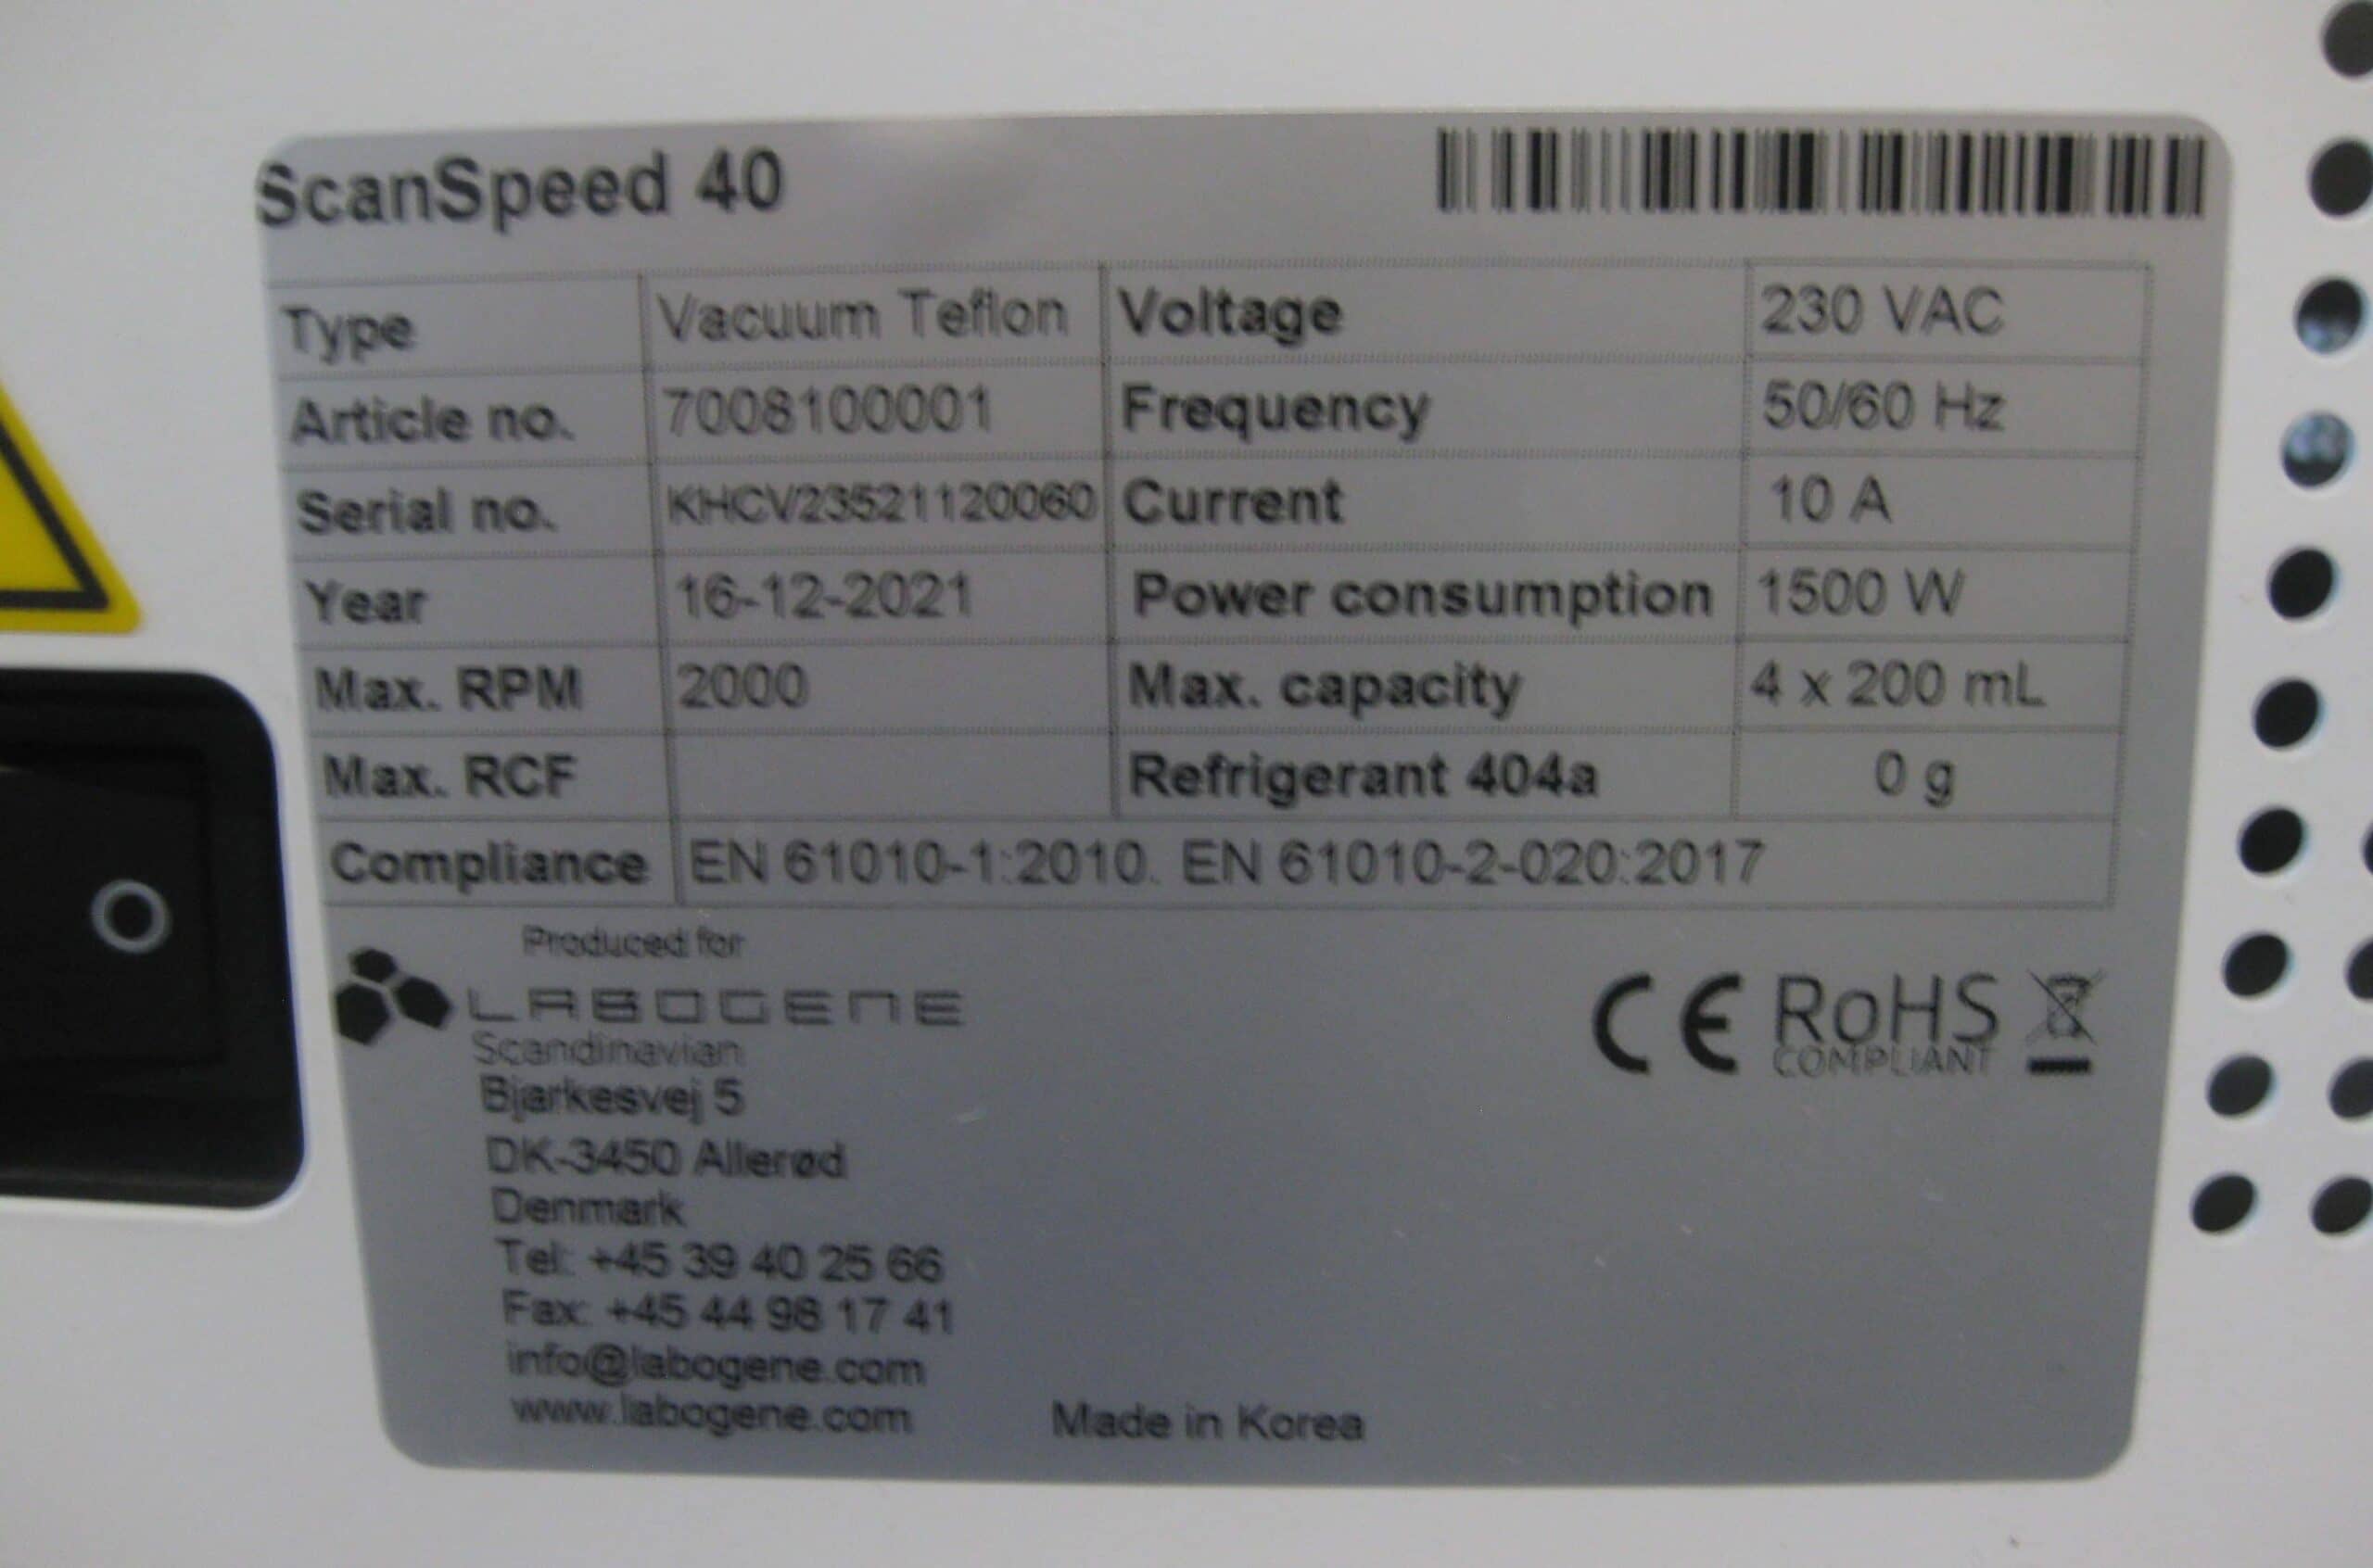 ScanSpeed 40
Type Vacuum Teflon Voltage 230 VAC
Article no. 7008100001 Frequency 50/60 Hz
Serial no. KHCV23521120060 Current 10 A
Year 16-12-2021 Power consumption 1500 W
Max. RPM 2000 Max. capacity 4 x 200 mL
Max. RCF Refrigerant 404a 0 g
Compliance EN 61010-1:2010. EN 61010-2-020:2017
Produced for
LABOGENE
Scandinavian
CE RoHS
COMPLIANT
Bjarkesvej 5
DK-3450 Allerød
Denmark
Tel: +45 39 40 25 66
Fax: +45 44 98 17 41
info@labogene.com
www.labogene.com
Made in Korea